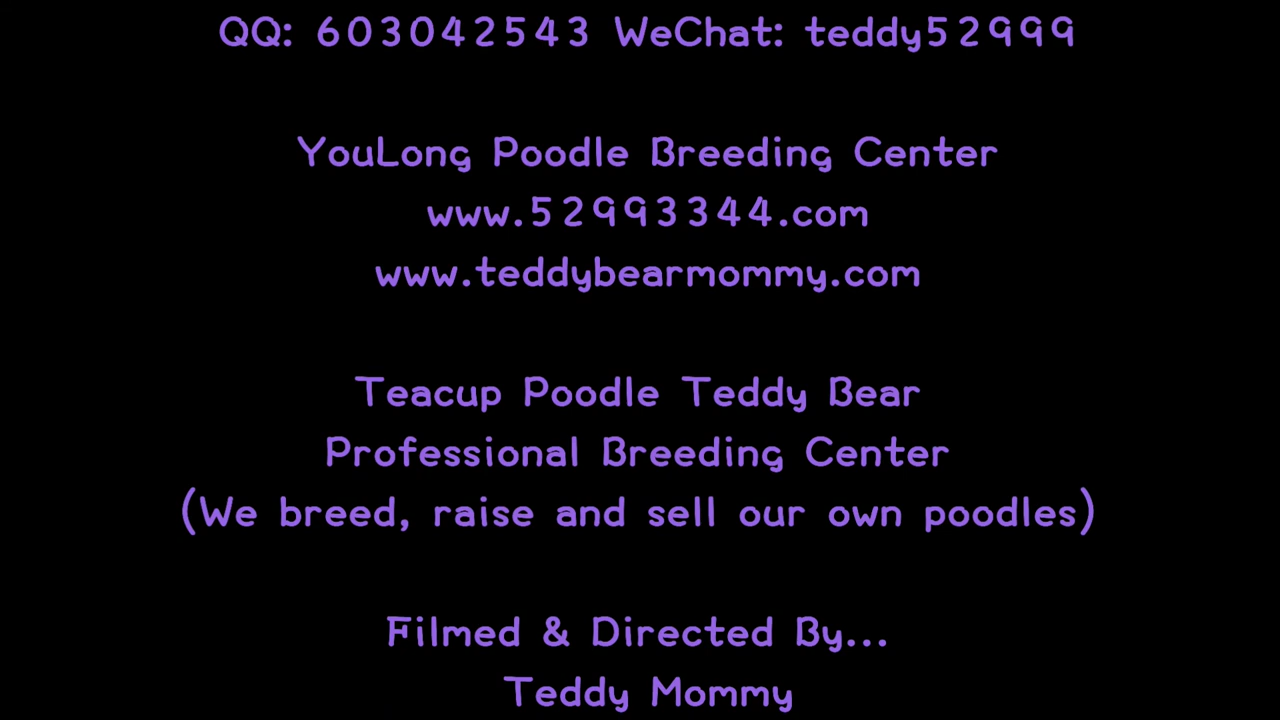 QQ: 603042543 WeChat: teddy52999
YouLong Poodle Breeding Center
www.52993344.com
www.teddybearmommy.com
Teacup Poodle Teddy Bear
Professional Breeding Center
(We breed, raise and sell our own poodles)
Filmed & Directed By...
Teddy Mommy